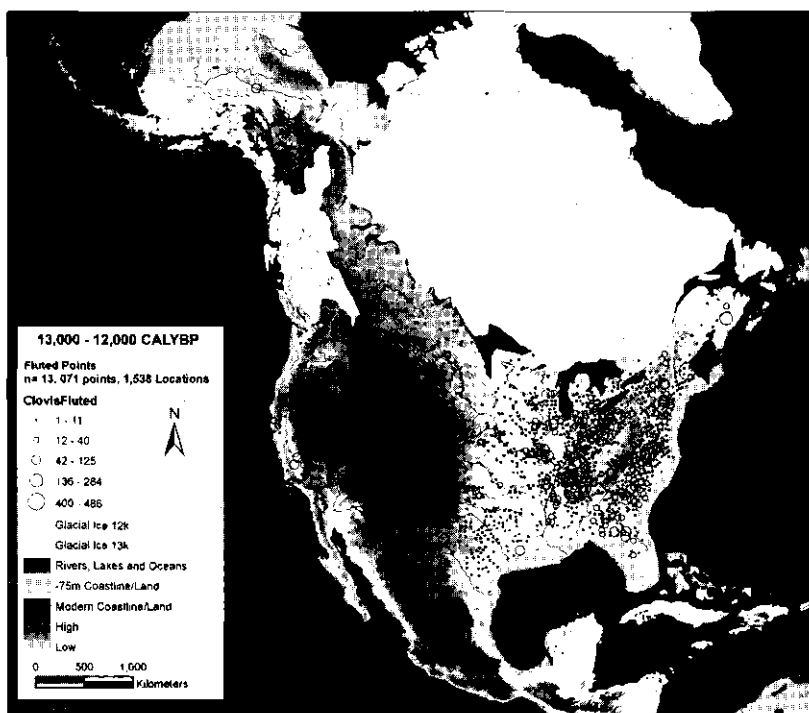 13,000 - 12,000 CALYBP
Fluted Points
n= 13, 071 points, 1,538 Locations
ClovisFluted
1 - 11
12 - 40
42 - 125
136 - 284
400 - 486
Glacial Ice 12k
Glacial Ice 13k
Rivers, Lakes and Oceans
-75m Coastline/Land
Modern Coastline/Land
High
Low
N
0 500 1,000
Kilometers